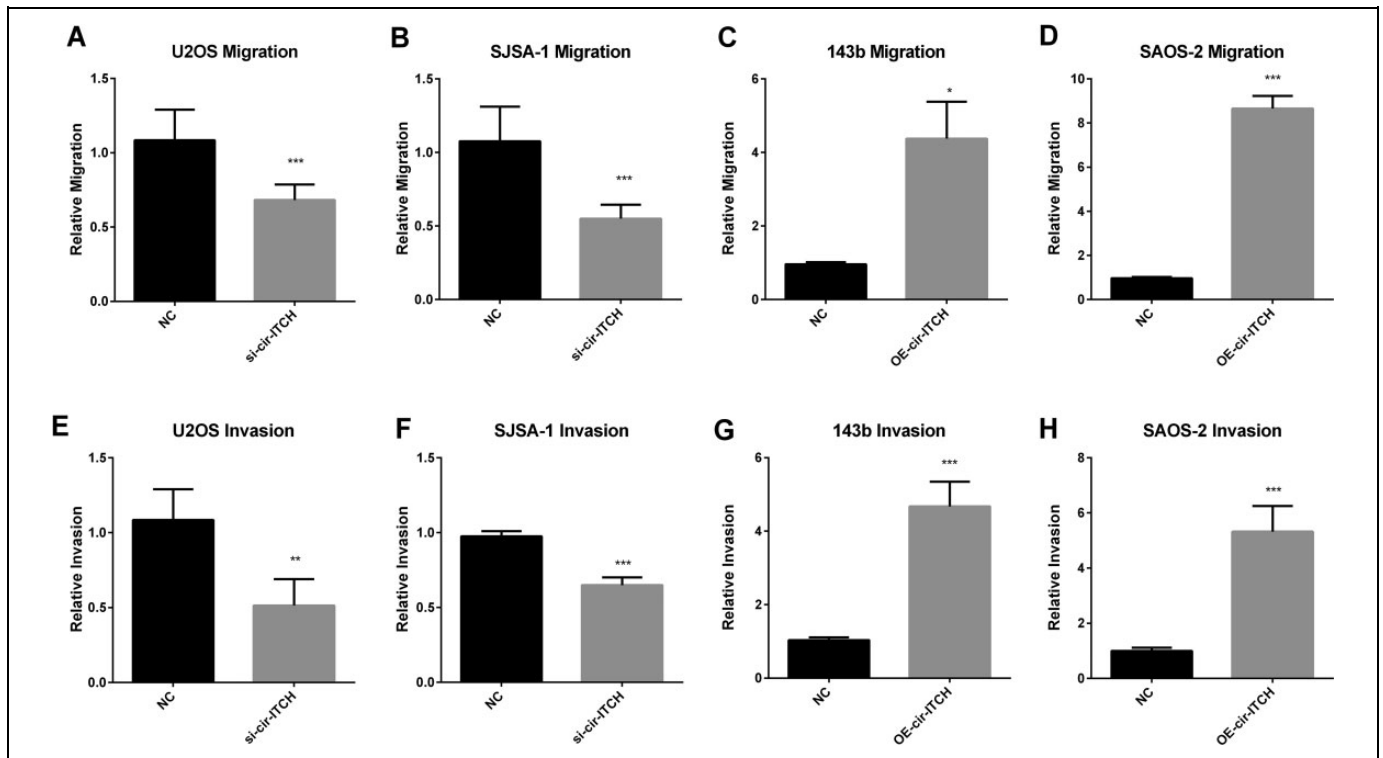 A
U2OS Migration
Relative Migration
1.5
1.0
0.5
0.0
***
NC
si-cir-ITCH
B
SJSA-1 Migration
Relative Migration
1.5
1.0
0.5
0.0
***
NC
si-cir-ITCH
C
143b Migration
Relative Migration
6
4
2
0
*
NC
OE-cir-ITCH
D
SAOS-2 Migration
Relative Migration
10
8
6
4
2
0
***
NC
OE-cir-ITCH
E
U2OS Invasion
Relative Invasion
1.5
1.0
0.5
0.0
**
NC
si-cir-ITCH
F
SJSA-1 Invasion
Relative Invasion
1.5
1.0
0.5
0.0
***
NC
si-cir-ITCH
G
143b Invasion
Relative Invasion
6
4
2
0
***
NC
OE-cir-ITCH
H
SAOS-2 Invasion
Relative Invasion
8
6
4
2
0
***
NC
OE-cir-ITCH